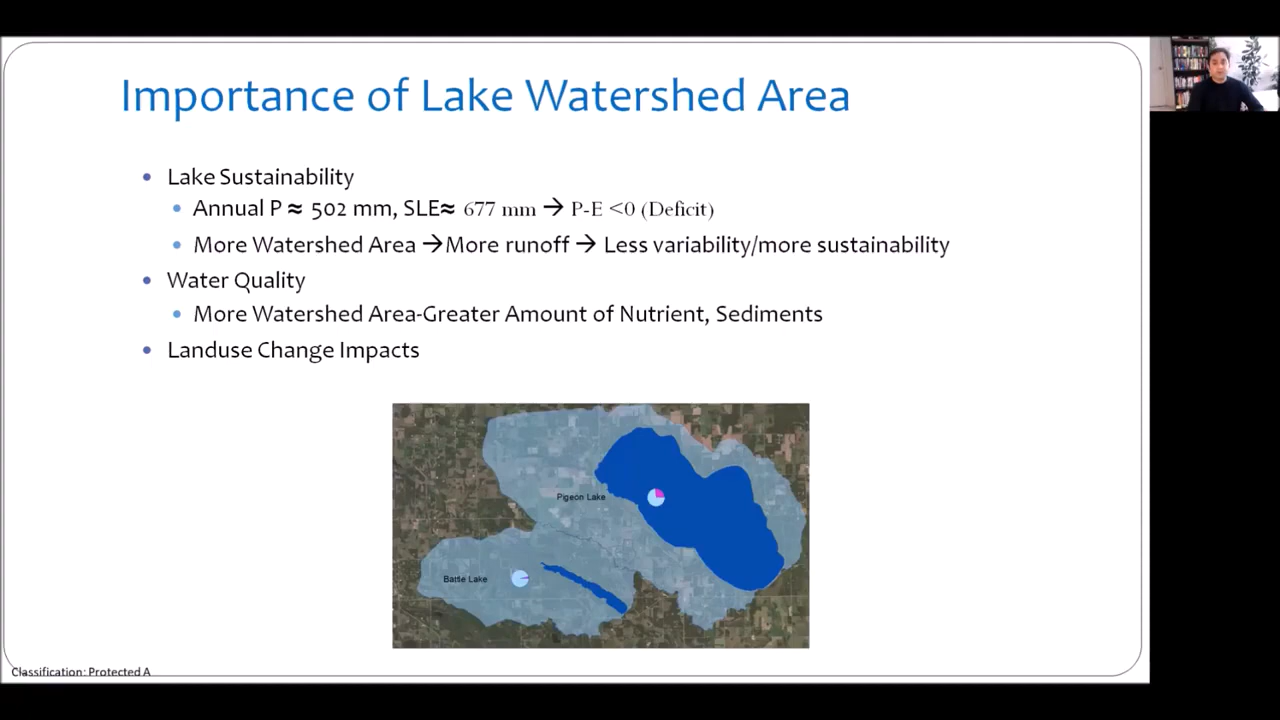 Importance of Lake Watershed Area
• Lake Sustainability
• Annual P ≈ 502 mm, SLE≈ 677 mm → P-E <0 (Deficit)
• More Watershed Area →More runoff → Less variability/more sustainability
• Water Quality
• More Watershed Area-Greater Amount of Nutrient, Sediments
• Landuse Change Impacts
Pigeon Lake
Battle Lake
Classification: Protected A